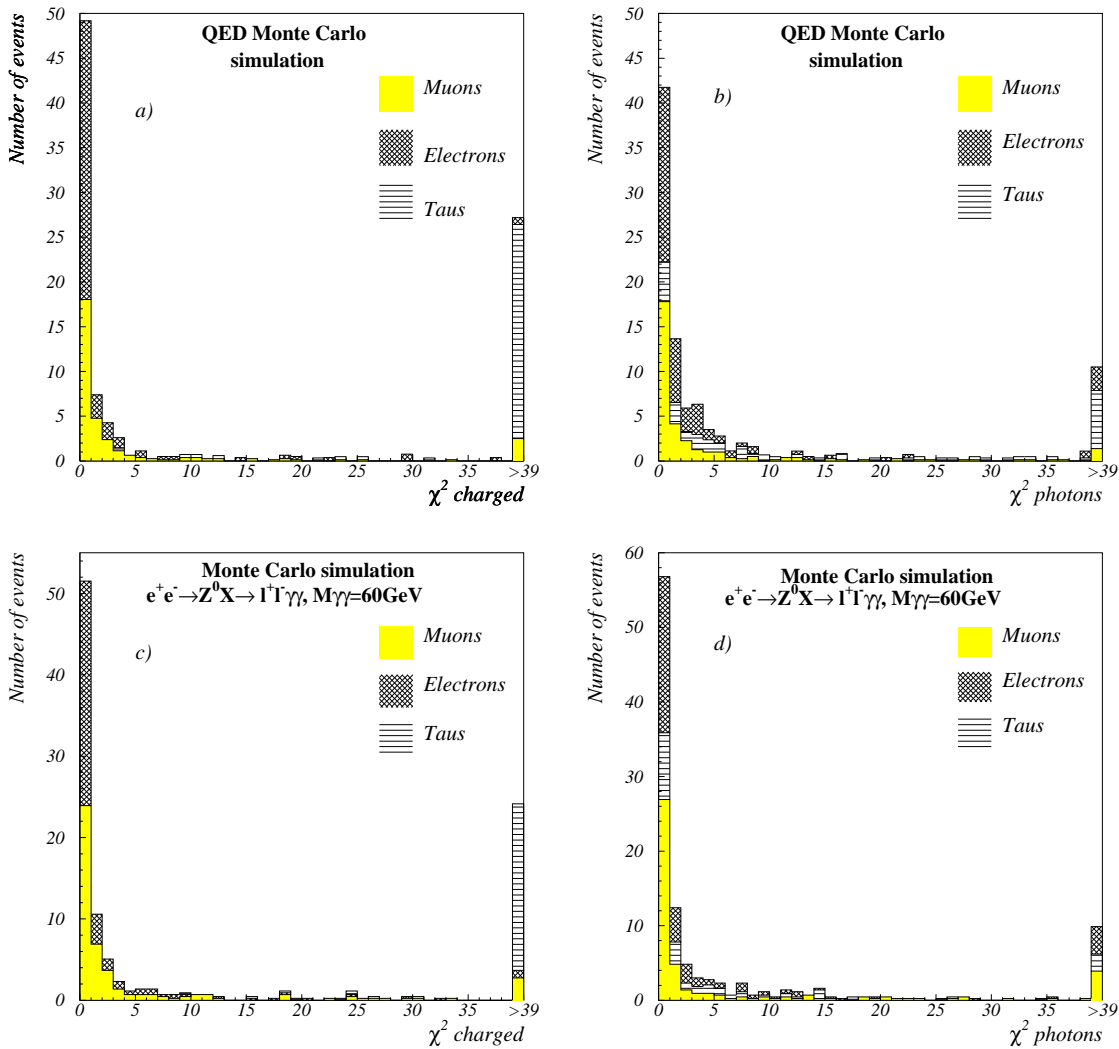 QED Monte Carlo
simulation
a)
Muons
Electrons
Taus
Number of events
0 5 10 15 20 25 30 35 40 45 50
0 5 10 15 20 25 30 35 >39
χ² charged
QED Monte Carlo
simulation
b)
Muons
Electrons
Taus
Number of events
0 5 10 15 20 25 30 35 40 45 50
0 5 10 15 20 25 30 35 >39
χ² photons
Monte Carlo simulation
e⁺e⁻→Z⁰X→l⁺l⁻γγ, Mγγ=60GeV
c)
Muons
Electrons
Taus
Number of events
0 10 20 30 40 50
0 5 10 15 20 25 30 35 >39
χ² charged
Monte Carlo simulation
e⁺e⁻→Z⁰X→l⁺l⁻γγ, Mγγ=60GeV
d)
Muons
Electrons
Taus
Number of events
0 10 20 30 40 50 60
0 5 10 15 20 25 30 35 >39
χ² photons